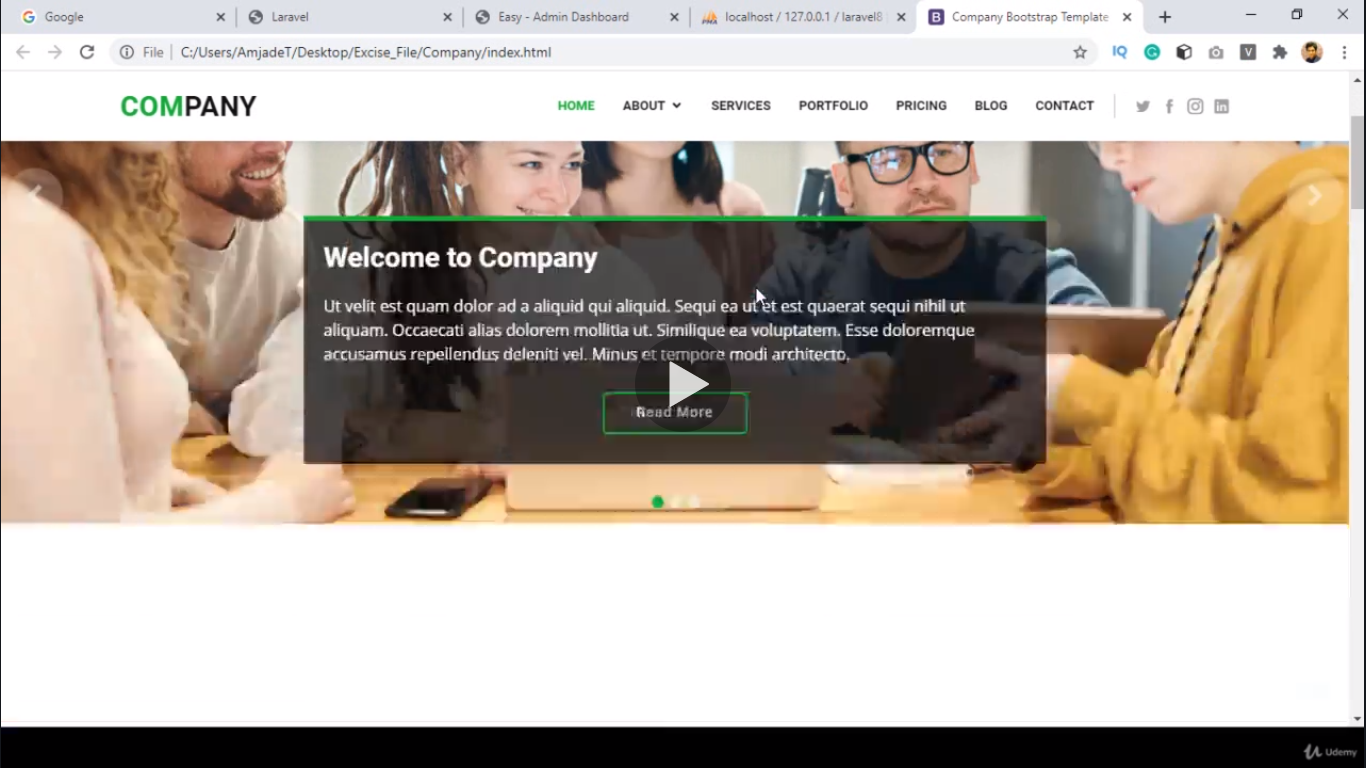 Google
Laravel
Easy - Admin Dashboard
localhost / 127.0.0.1 / laravel8
Company Bootstrap Template
File
C:/Users/AmjadeT/Desktop/Excise_File/Company/index.html
IQ
COMPANY
HOME
ABOUT
SERVICES
PORTFOLIO
PRICING
BLOG
CONTACT
Welcome to Company
Ut velit est quam dolor ad a aliquid qui aliquid. Sequi ea ut et est quaerat sequi nihil ut
aliquam. Occaecati alias dolorem mollitia ut. Similique ea voluptatem. Esse doloremque
accusamus repellendus deleniti vel. Minus et tempore modi architecto.
Read More
Udemy